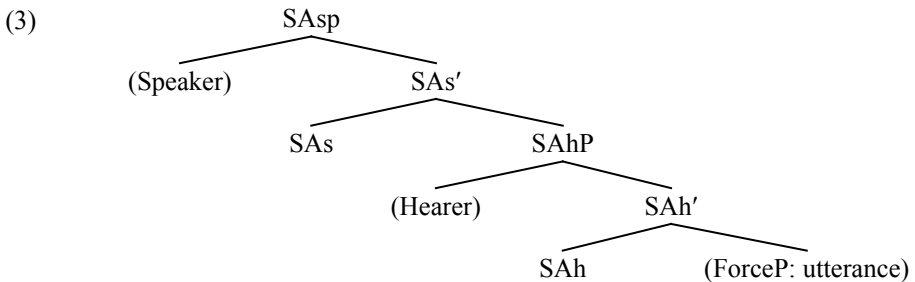 (3) SAsp
(Speaker) SAs′
SAs SAhP
(Hearer) SAh′
SAh (ForceP: utterance)